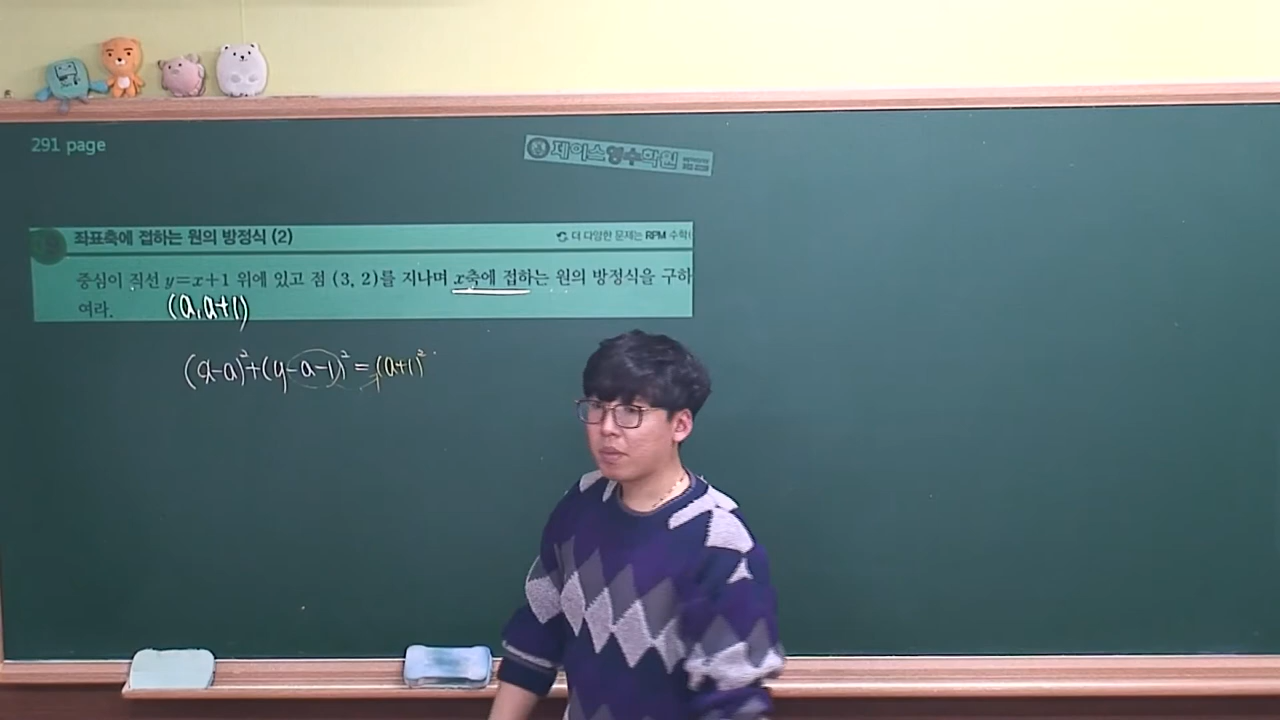 291 page
제이스영수학원
좌표축에 접하는 원의 방정식 (2)
더 다양한 문제는 RPM 수학
중심이 직선 y=x+1 위에 있고 점 (3, 2)를 지나며 x축에 접하는 원의 방정식을 구하
여라.
(a, a+1)
(x-a)²+(y-a-1)²=(a+1)²